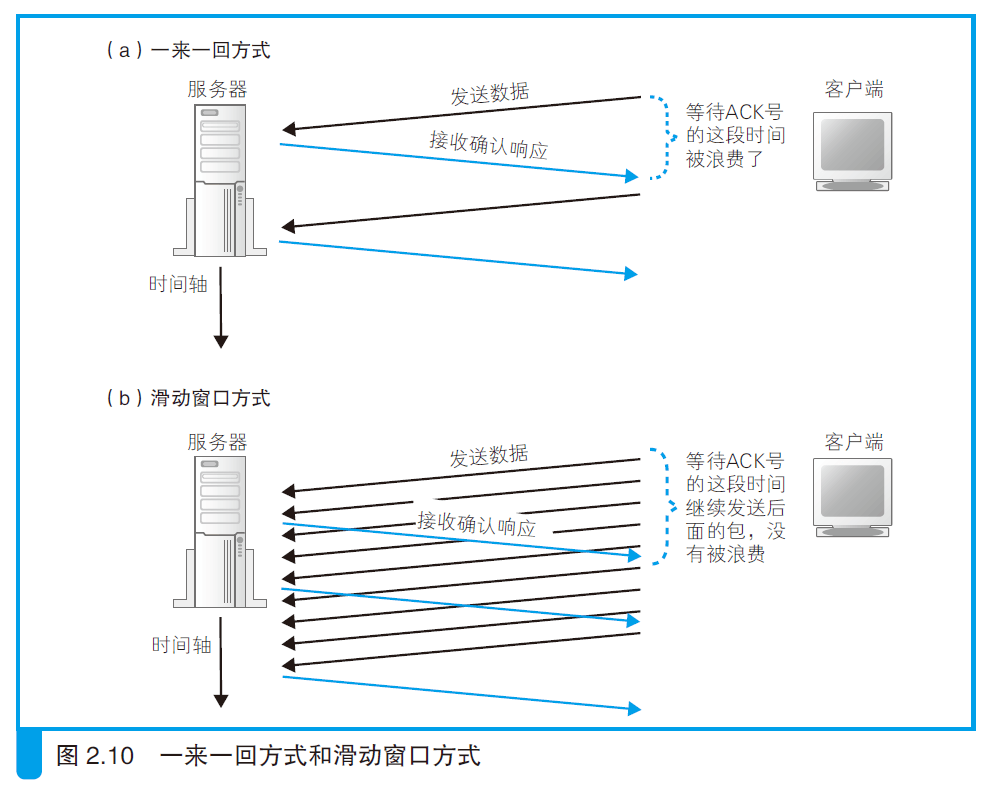 （a）一来一回方式
服务器
发送数据
客户端
等待ACK号
的这段时间
被浪费了
接收确认响应
时间轴
（b）滑动窗口方式
服务器
发送数据
客户端
等待ACK号
的这段时间
继续发送后
面的包，没
有被浪费
接收确认响应
时间轴
图 2.10 一来一回方式和滑动窗口方式